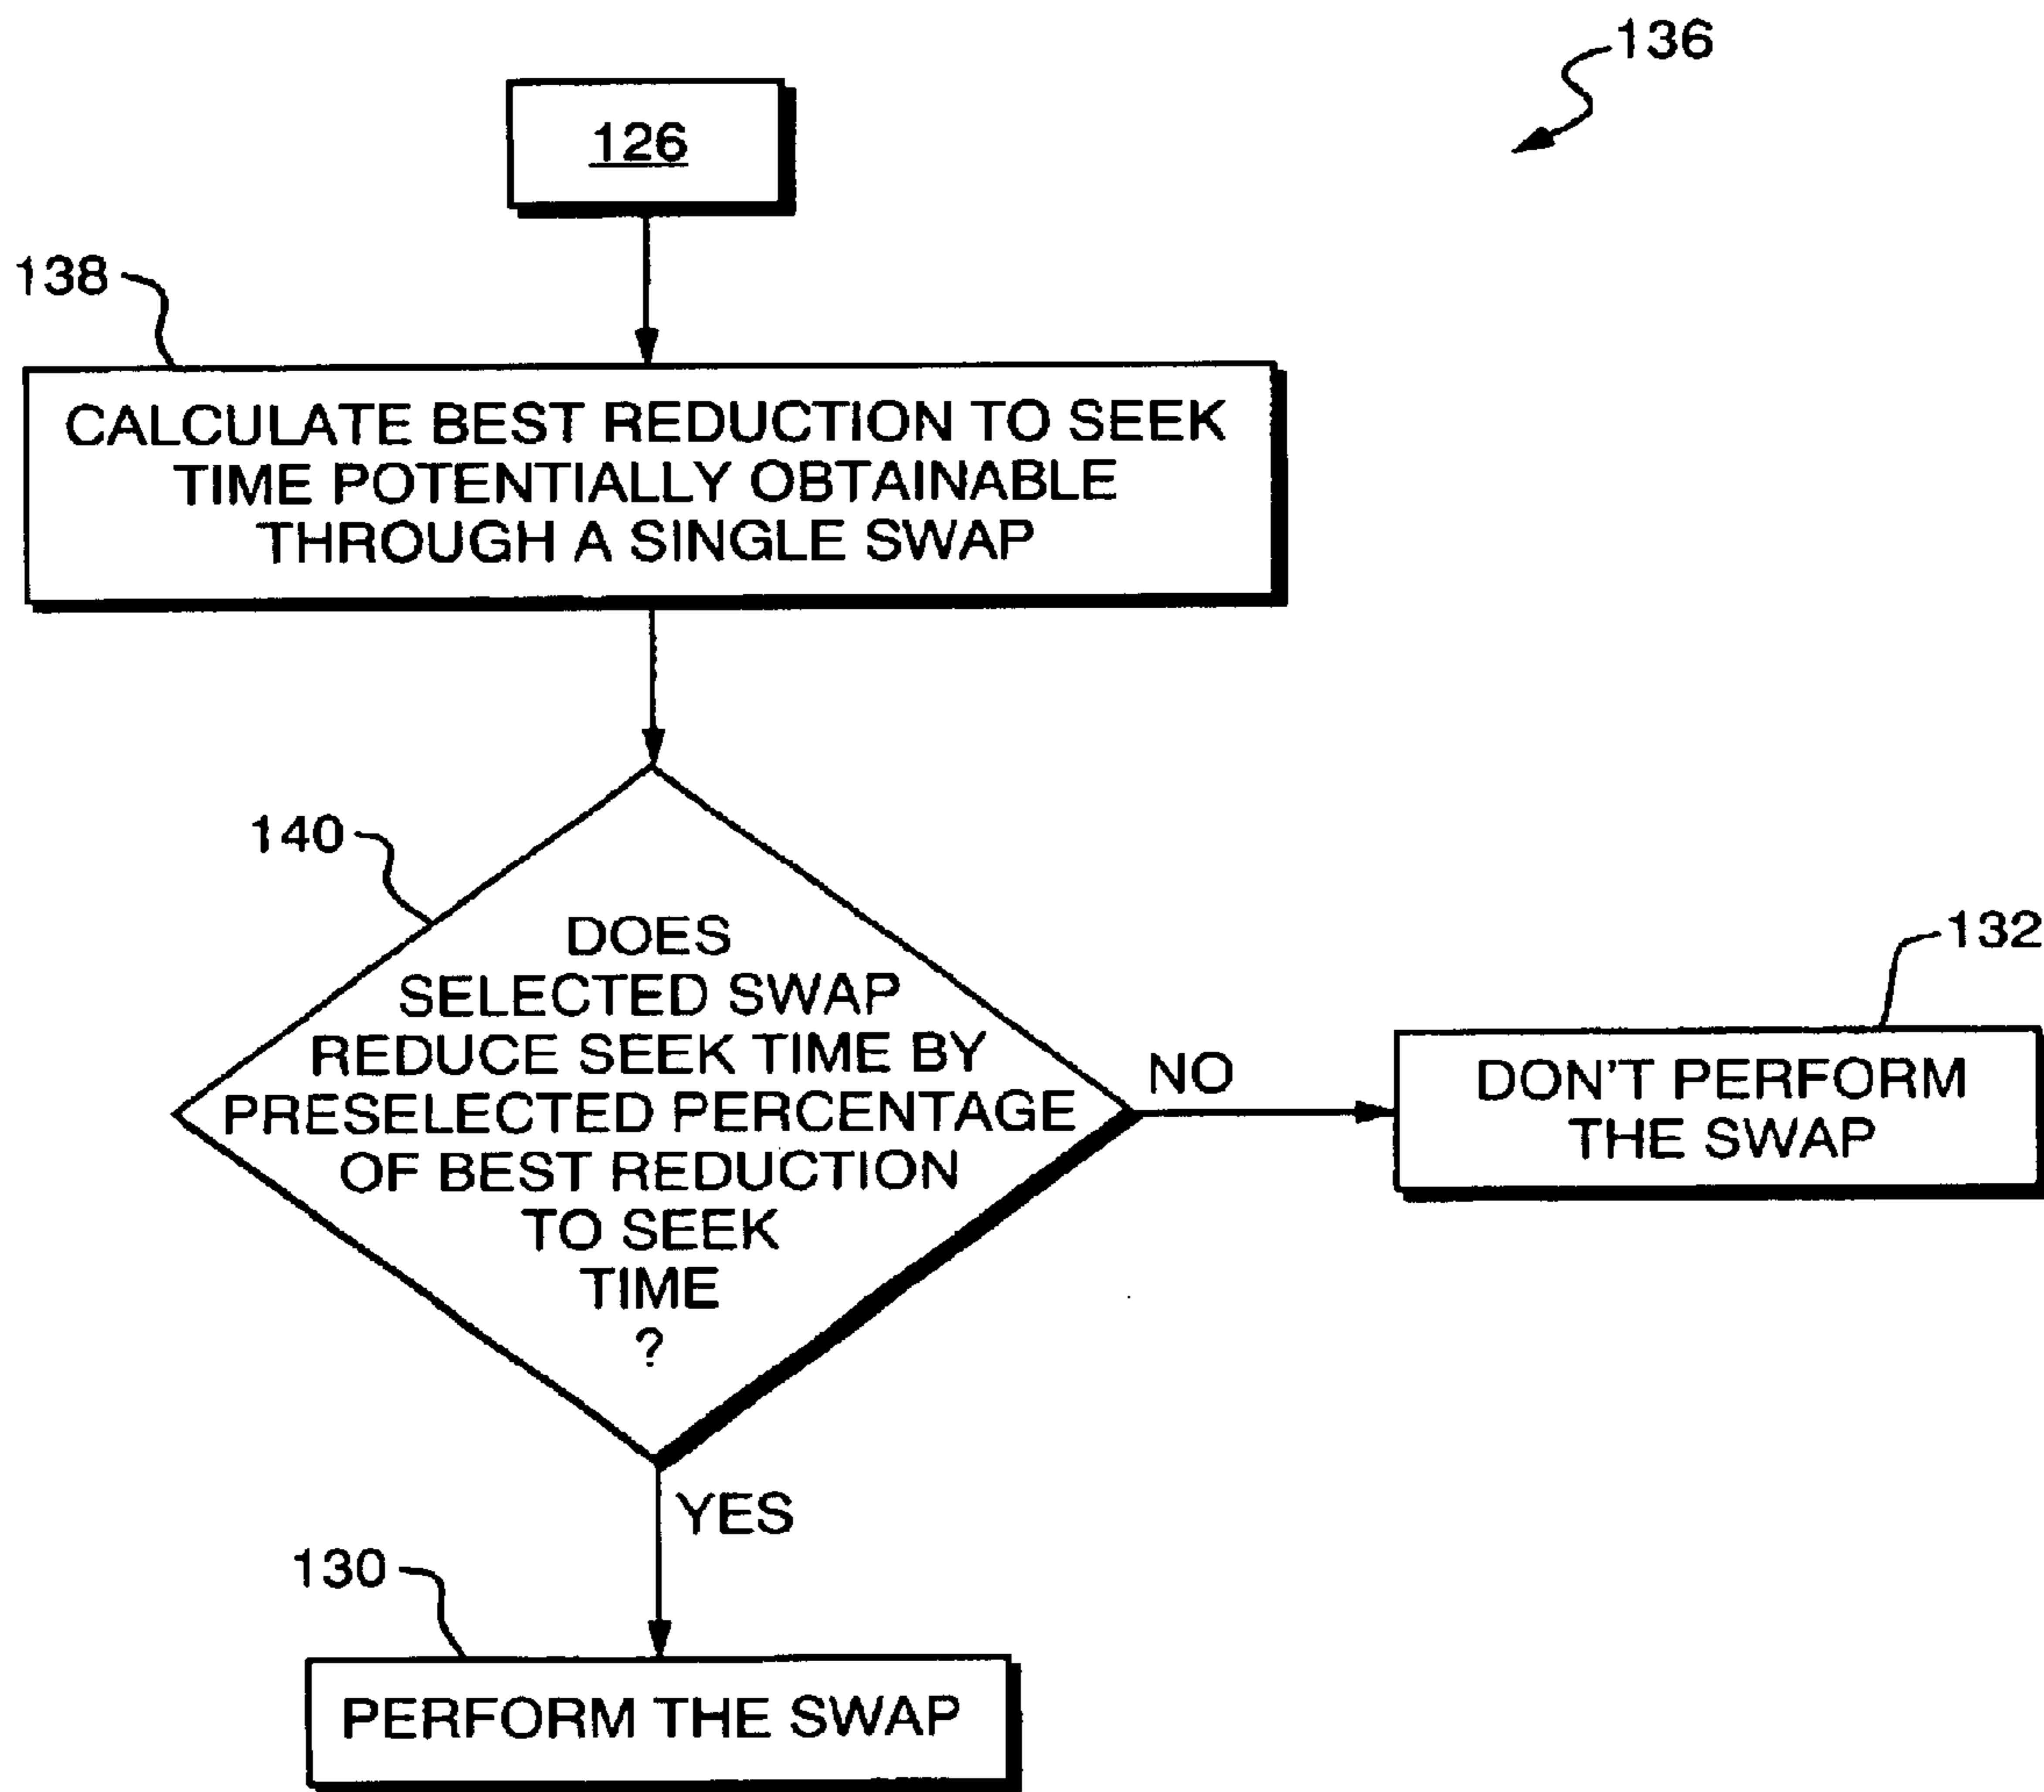 136
126
138
CALCULATE BEST REDUCTION TO SEEK
TIME POTENTIALLY OBTAINABLE
THROUGH A SINGLE SWAP
140
DOES
SELECTED SWAP
REDUCE SEEK TIME BY
PRESELECTED PERCENTAGE
OF BEST REDUCTION
TO SEEK
TIME
?
NO
132
DON'T PERFORM
THE SWAP
YES
130
PERFORM THE SWAP